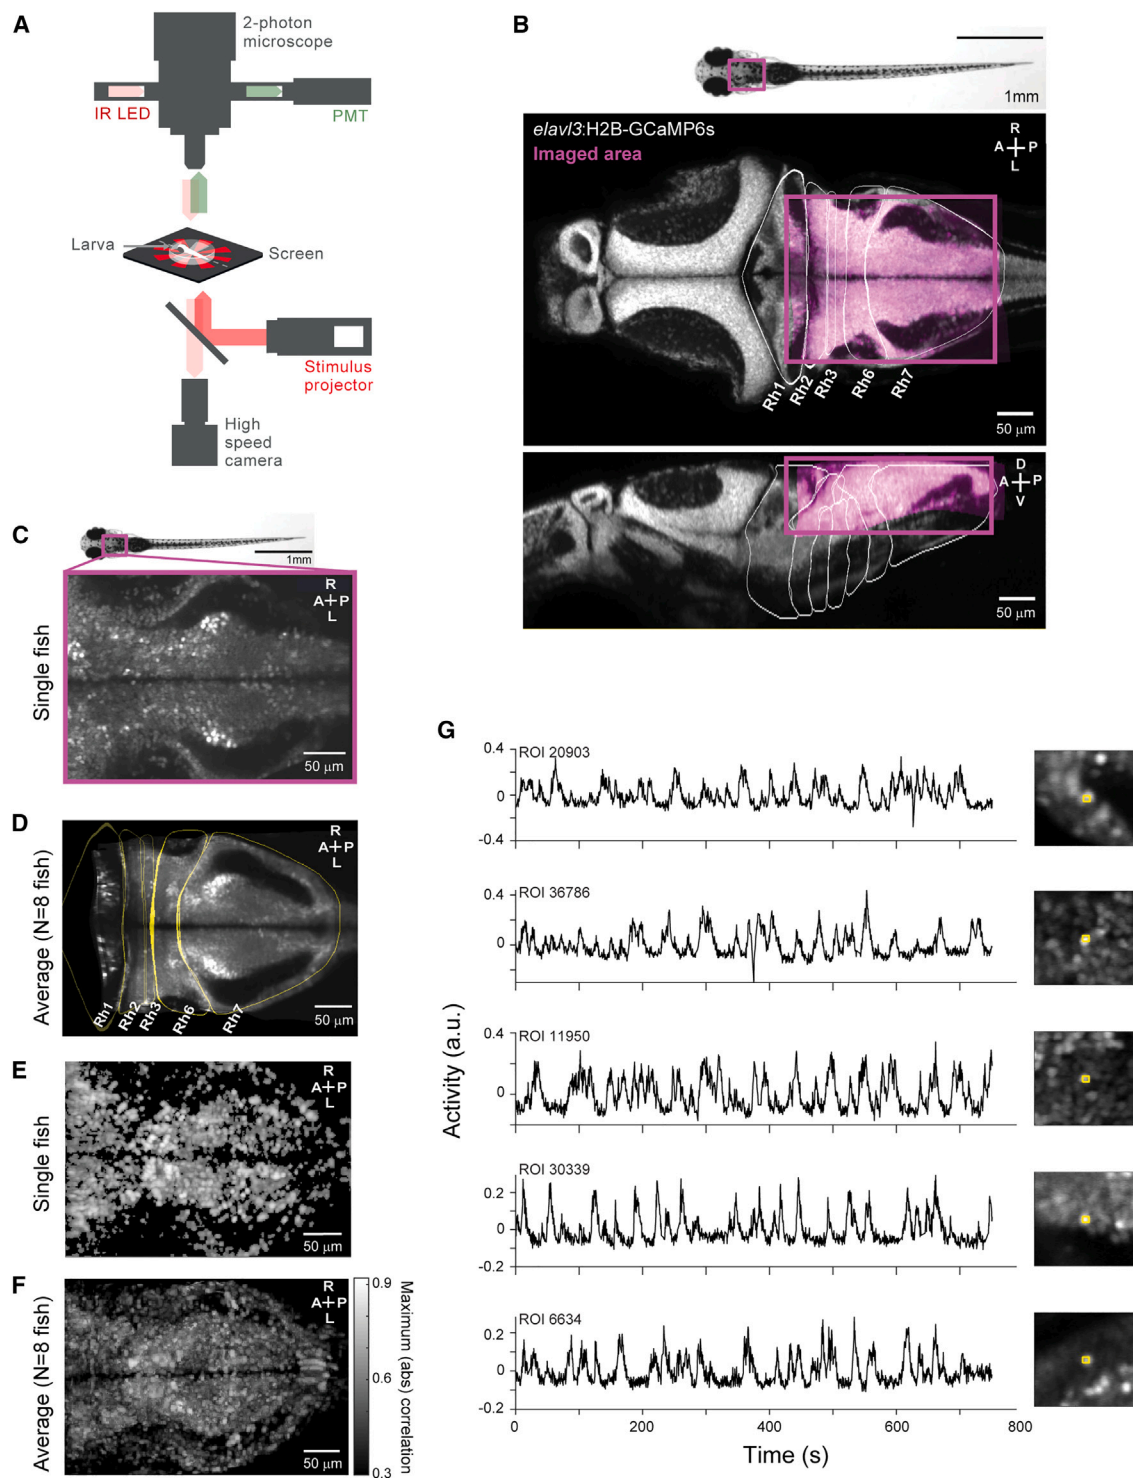 A
2-photon
microscope
IR LED
PMT
Larva
Screen
Stimulus
projector
High
speed
camera
B
1mm
elavl3:H2B-GCaMP6s
Imaged area
R
A P
L
Rh1
Rh2
Rh3
Rh6
Rh7
50 μm
D
A P
V
50 μm
C
1mm
Single fish
R
A P
L
50 μm
D
Average (N=8 fish)
R
A P
L
Rh1
Rh2
Rh3
Rh6
Rh7
50 μm
E
Single fish
R
A P
L
50 μm
F
Average (N=8 fish)
R
A P
L
50 μm
0.9
0.6
0.3
Maximum (abs) correlation
G
Activity (a.u.)
ROI 20903
0.4
0
-0.4
ROI 36786
0.4
0
ROI 11950
0.4
0
ROI 30339
0.2
0
-0.2
ROI 6634
0.2
0
-0.2
0 200 400 600 800
Time (s)